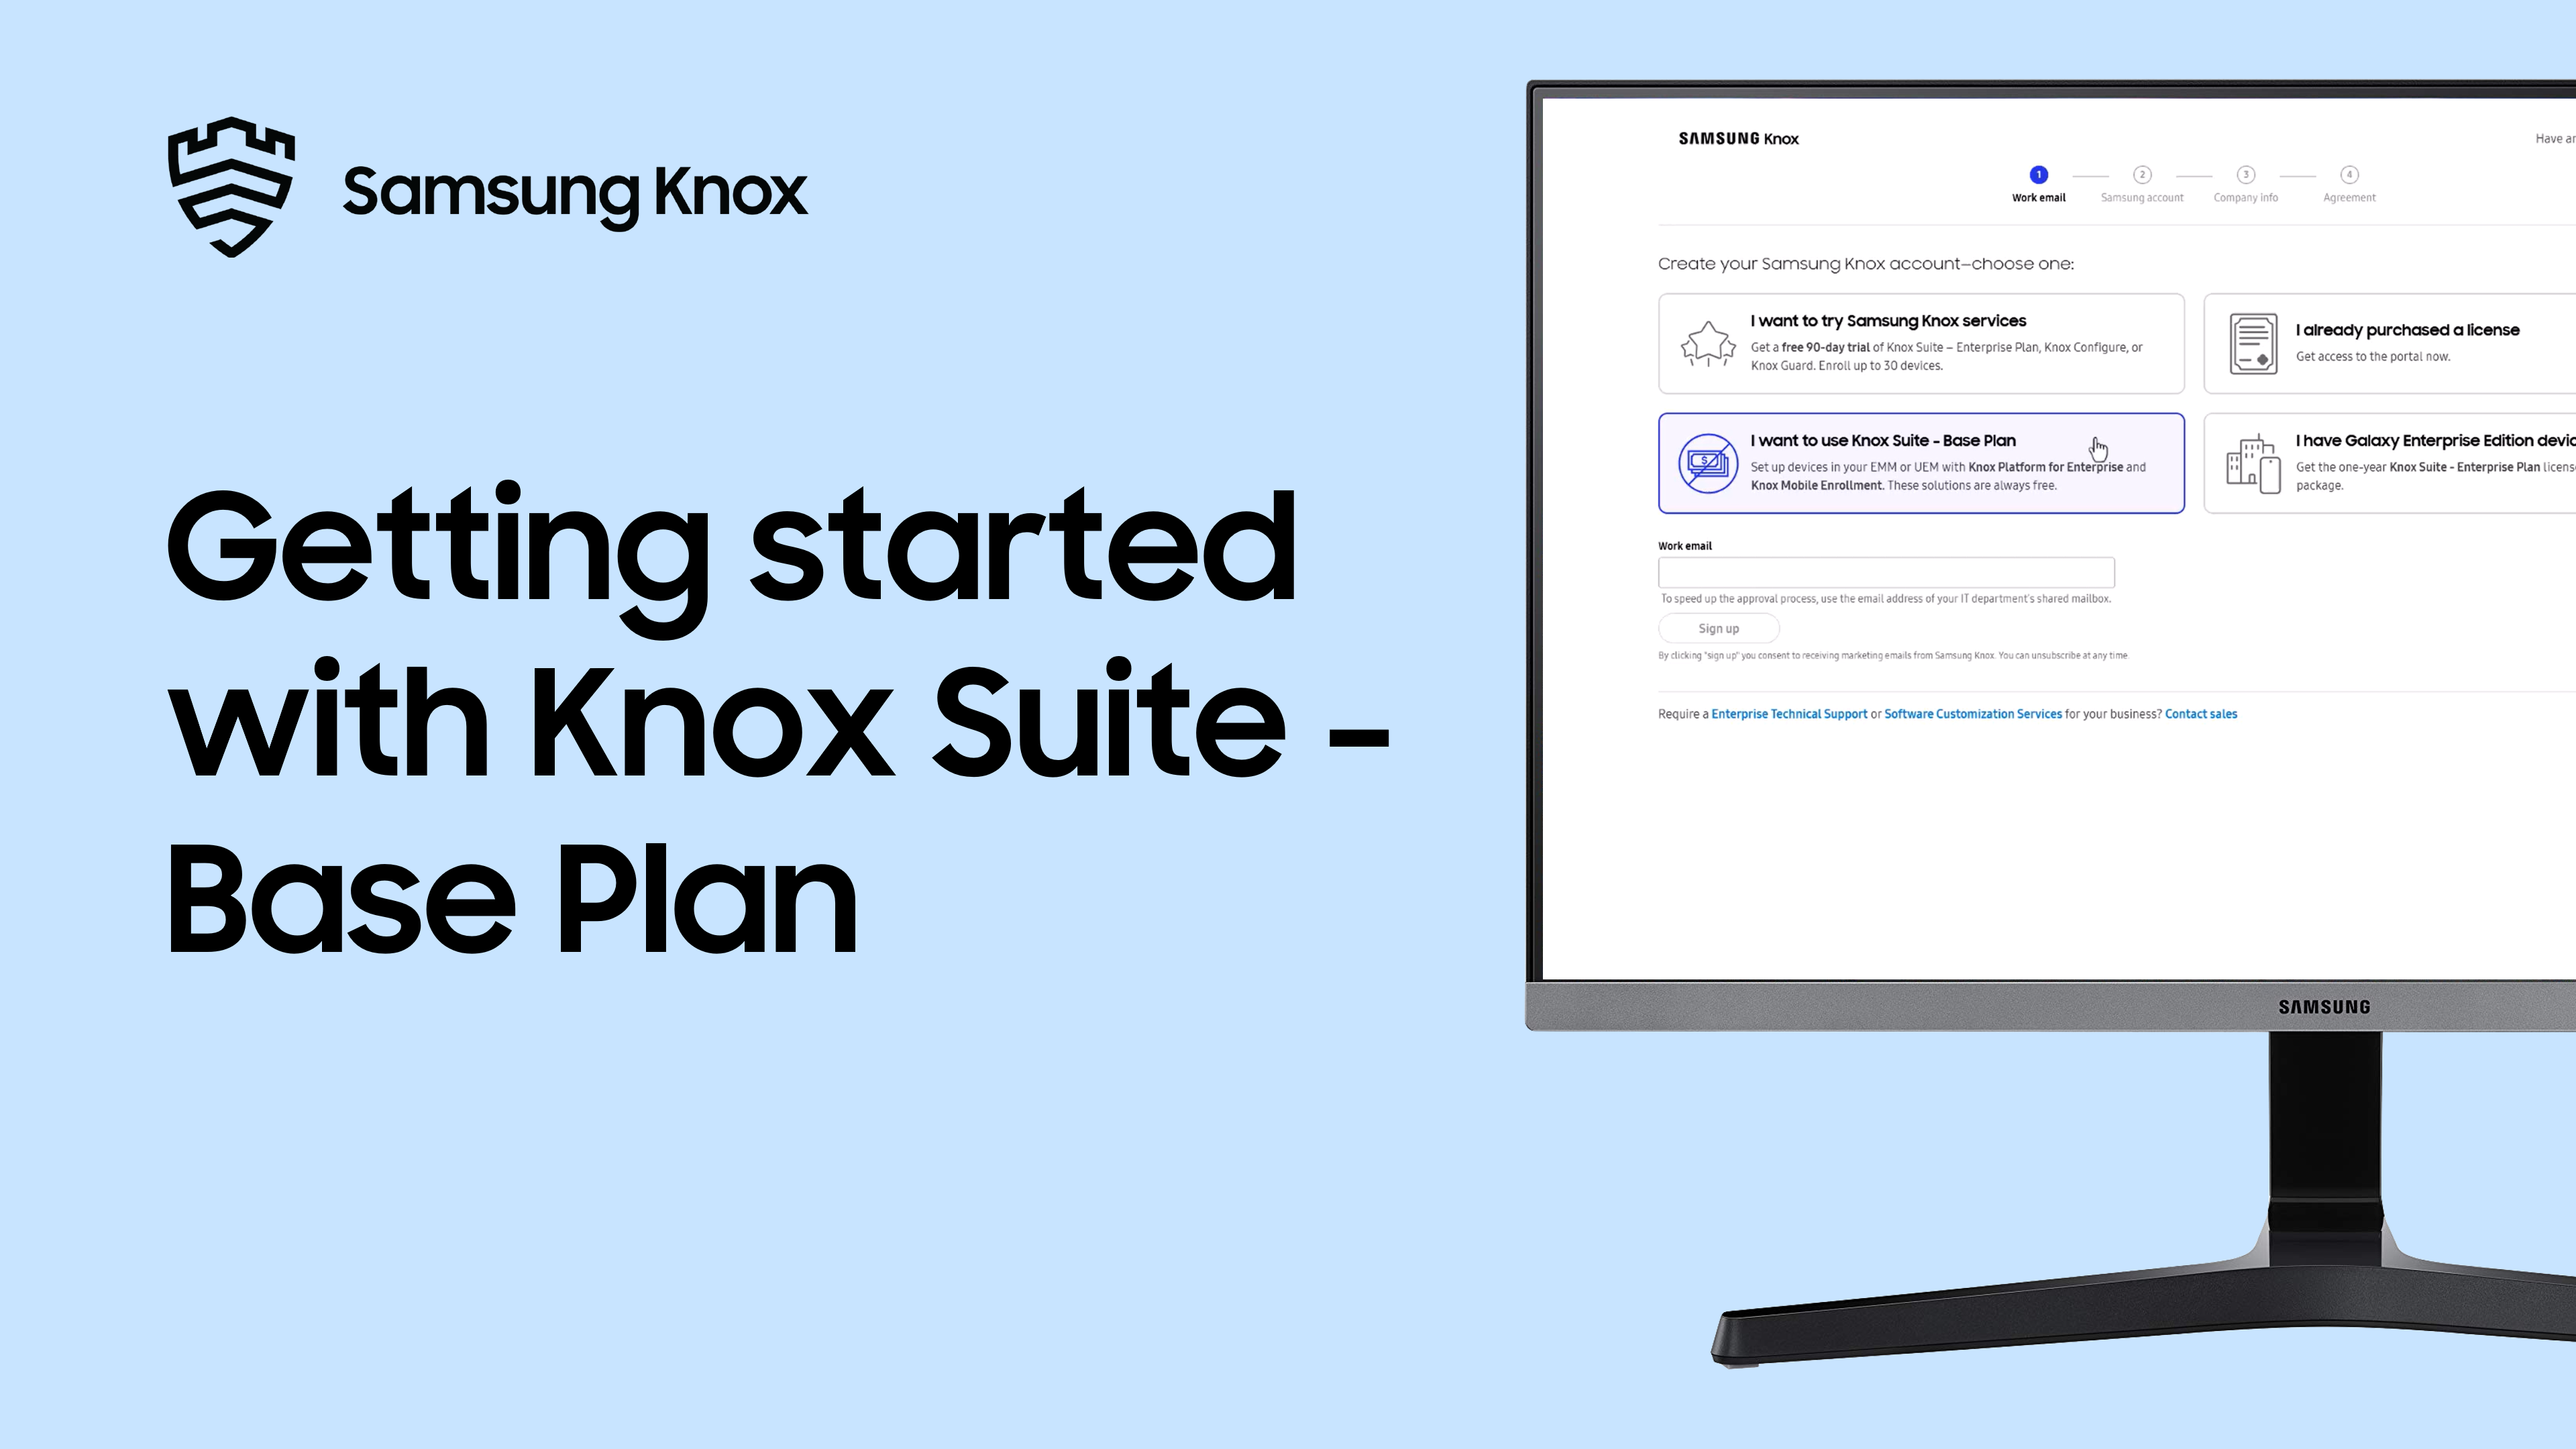 Samsung Knox
Getting started
with Knox Suite -
Base Plan
SAMSUNG Knox
Have
1
2
3
4
Work email
Samsung account
Company info
Agreement
Create your Samsung Knox account–choose one:
I want to try Samsung Knox services
Get a free 90-day trial of Knox Suite – Enterprise Plan, Knox Configure, or
Knox Guard. Enroll up to 30 devices.
I already purchased a license
Get access to the portal now.
I want to use Knox Suite - Base Plan
Set up devices in your EMM or UEM with Knox Platform for Enterprise and
Knox Mobile Enrollment. These solutions are always free.
I have Galaxy Enterprise Edition
Get the one-year Knox Suite - Enterprise Plan
package.
Work email
To speed up the approval process, use the email address of your IT department's shared mailbox.
Sign up
By clicking "sign up" you consent to receiving marketing emails from Samsung Knox. You can unsubscribe at any time.
Require a Enterprise Technical Support or Software Customization Services for your business? Contact sales
SAMSUNG